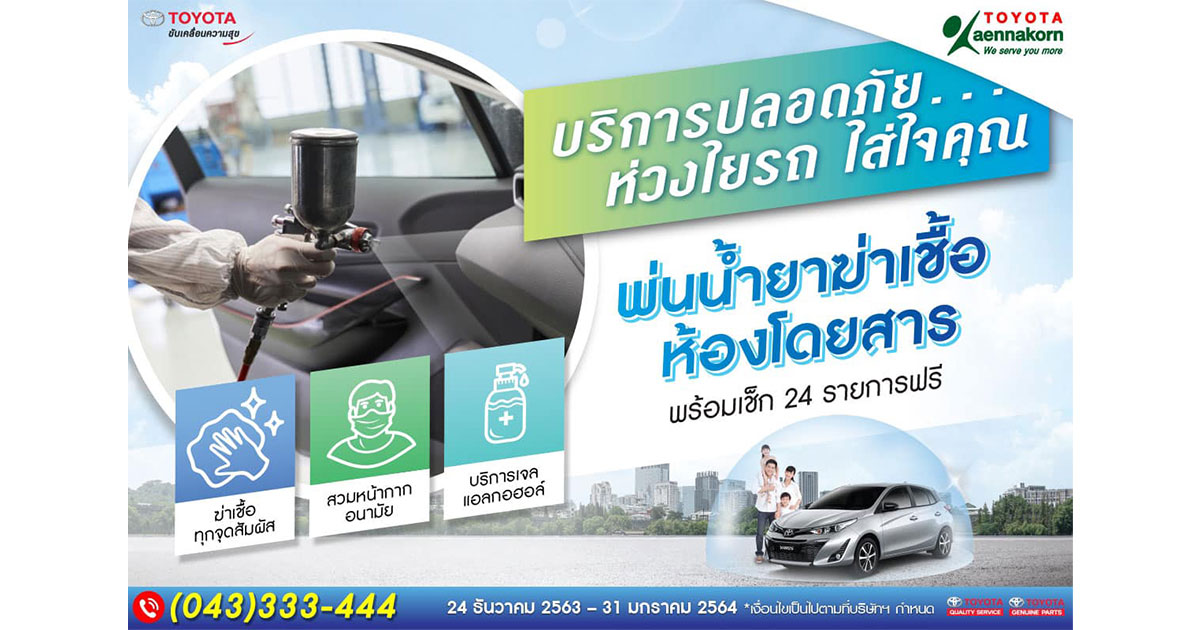 TOYOTA
ขับเคลื่อนความสุข
TOYOTA
Kaennakorn
We serve you more
บริการปลอดภัย...
ห่วงใยรถ ใส่ใจคุณ
พ่นน้ำยาฆ่าเชื้อ
ห้องโดยสาร
พร้อมเช็ก 24 รายการฟรี
ฆ่าเชื้อ
ทุกจุดสัมผัส
สวมหน้ากาก
อนามัย
บริการเจล
แอลกอฮอล์
(043)333-444
24 ธันวาคม 2563 – 31 มกราคม 2564 *เงื่อนไขเป็นไปตามที่บริษัทฯ กำหนด
TOYOTA
QUALITY SERVICE
TOYOTA
GENUINE PARTS